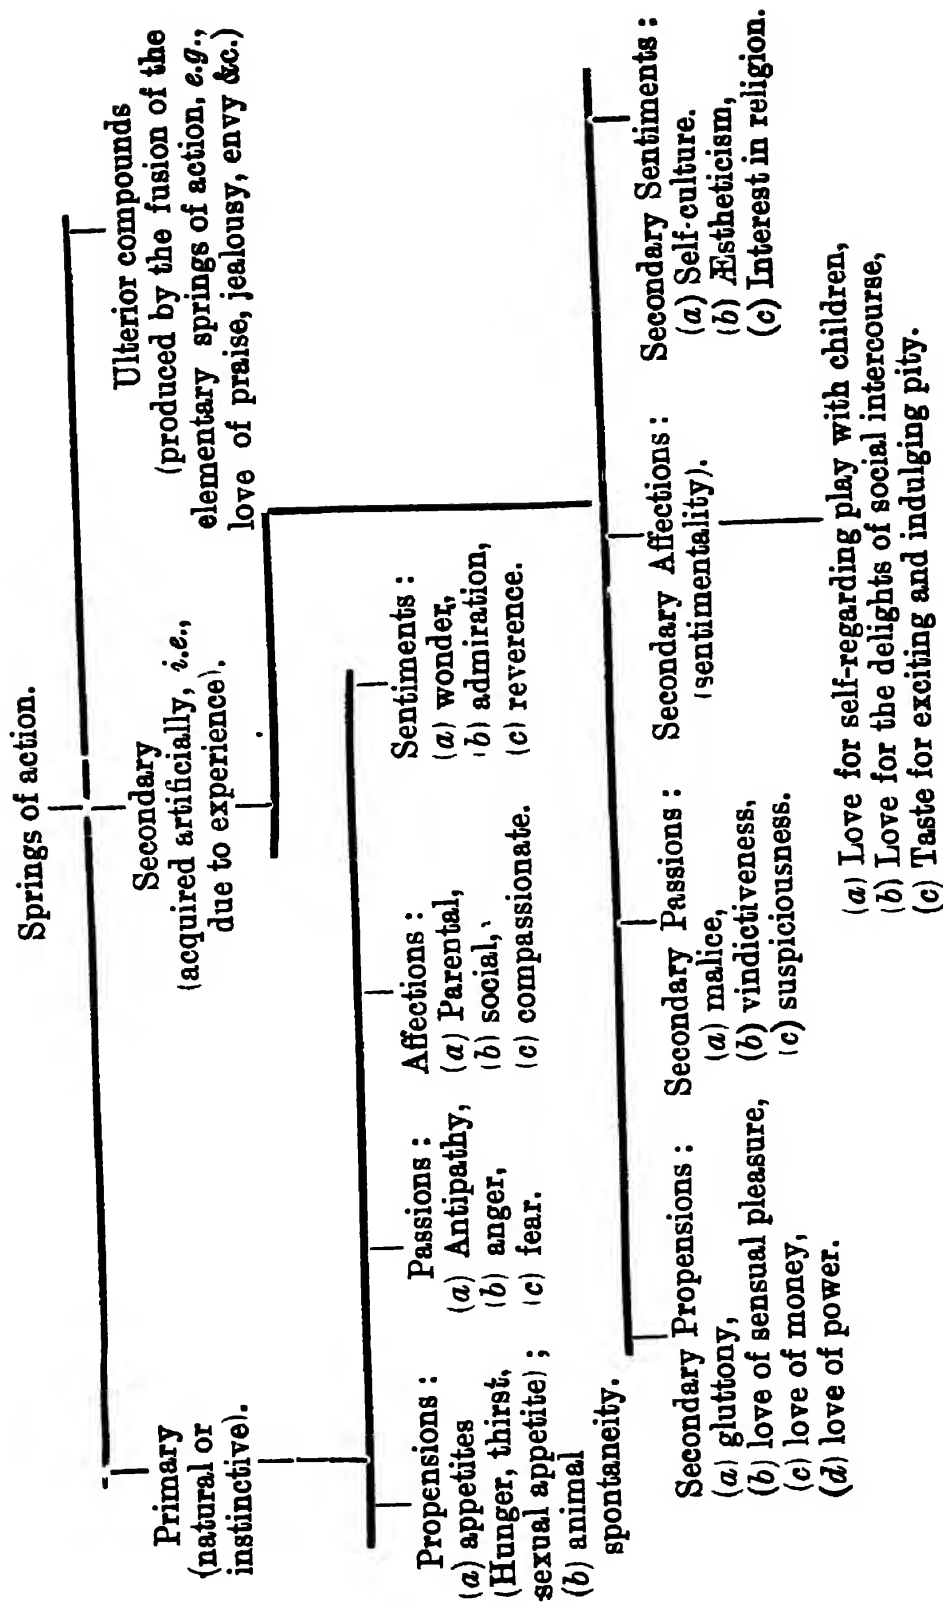 Springs of action.
Primary
(natural or
instinctive).
Secondary
(acquired artificially, i.e.,
due to experience).
Ulterior compounds
(produced by the fusion of the
elementary springs of action, e.g.,
love of praise, jealousy, envy &c.)
Propensions :
(a) appetites
(Hunger, thirst,
sexual appetite) ;
(b) animal
spontaneity.
Passions :
(a) Antipathy,
(b) anger,
(c) fear.
Affections :
(a) Parental,
(b) social,
(c) compassionate.
Sentiments :
(a) wonder,
(b) admiration,
(c) reverence.
Secondary Propensions :
(a) gluttony,
(b) love of sensual pleasure,
(c) love of money,
(d) love of power.
Secondary Passions :
(a) malice,
(b) vindictiveness,
(c) suspiciousness.
Secondary Affections :
(sentimentality).
Secondary Sentiments :
(a) Self-culture.
(b) Æstheticism,
(c) Interest in religion.
(a) Love for self-regarding play with children,
(b) Love for the delights of social intercourse,
(c) Taste for exciting and indulging pity.